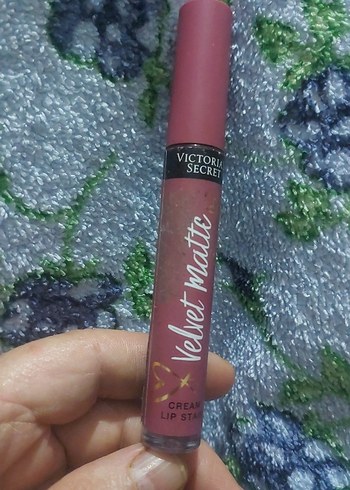 VICTORIA
SECRET
Velvet Matte
CREAM
LIP STA